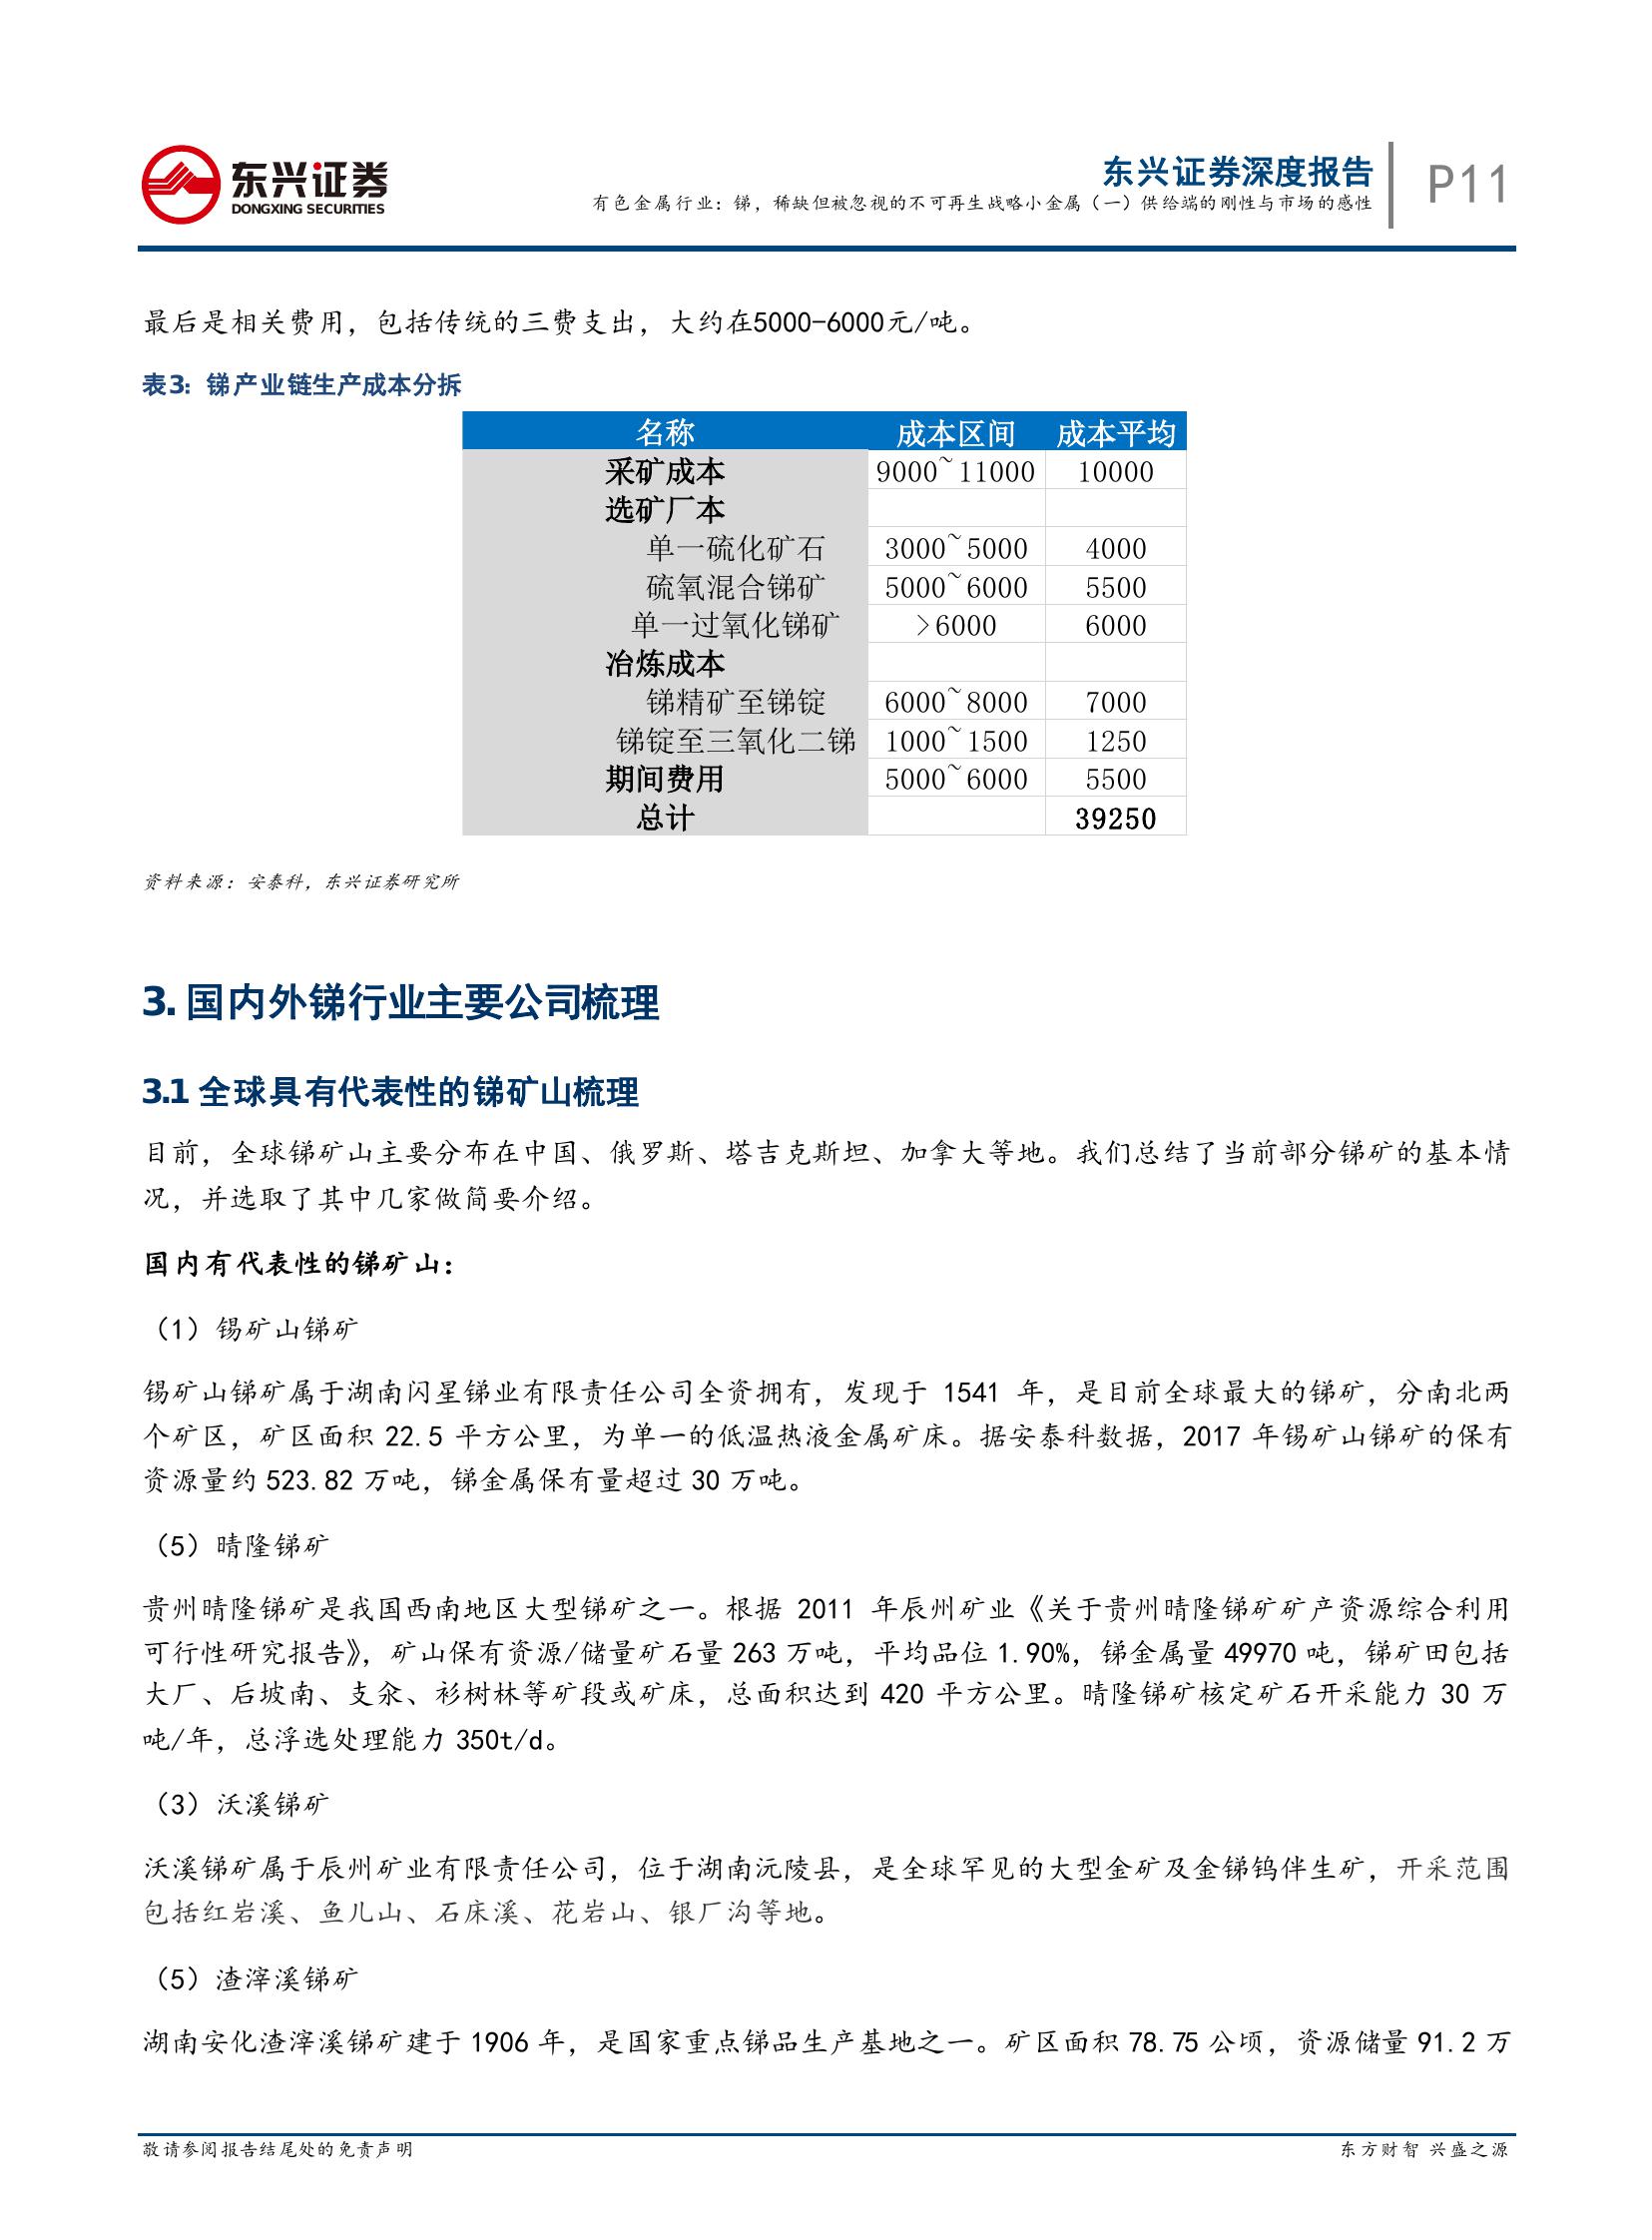 东兴证券
DONGXING SECURITIES
东兴证券深度报告
有色金属行业：锑，稀缺但被忽视的不可再生战略小金属（一）供给端的刚性与市场的感性
P11
最后是相关费用，包括传统的三费支出，大约在5000-6000元/吨。
表3：锑产业链生产成本分拆
名称 成本区间 成本平均
采矿成本 9000~11000 10000
选矿厂本
单一硫化矿石 3000~5000 4000
硫氧混合锑矿 5000~6000 5500
单一过氧化锑矿 >6000 6000
冶炼成本
锑精矿至锑锭 6000~8000 7000
锑锭至三氧化二锑 1000~1500 1250
期间费用 5000~6000 5500
总计 39250
资料来源：安泰科，东兴证券研究所
3. 国内外锑行业主要公司梳理
3.1 全球具有代表性的锑矿山梳理
目前，全球锑矿山主要分布在中国、俄罗斯、塔吉克斯坦、加拿大等地。我们总结了当前部分锑矿的基本情
况，并选取了其中几家做简要介绍。
国内有代表性的锑矿山：
（1）锡矿山锑矿
锡矿山锑矿属于湖南闪星锑业有限责任公司全资拥有，发现于 1541 年，是目前全球最大的锑矿，分南北两
个矿区，矿区面积 22.5 平方公里，为单一的低温热液金属矿床。据安泰科数据，2017 年锡矿山锑矿的保有
资源量约 523.82 万吨，锑金属保有量超过 30 万吨。
（5）晴隆锑矿
贵州晴隆锑矿是我国西南地区大型锑矿之一。根据 2011 年辰州矿业《关于贵州晴隆锑矿矿产资源综合利用
可行性研究报告》，矿山保有资源/储量矿石量 263 万吨，平均品位 1.90%，锑金属量 49970 吨，锑矿田包括
大厂、后坡南、支氽、衫树林等矿段或矿床，总面积达到 420 平方公里。晴隆锑矿核定矿石开采能力 30 万
吨/年，总浮选处理能力 350t/d。
（3）沃溪锑矿
沃溪锑矿属于辰州矿业有限责任公司，位于湖南沅陵县，是全球罕见的大型金矿及金锑钨伴生矿，开采范围
包括红岩溪、鱼儿山、石床溪、花岩山、银厂沟等地。
（5）渣滓溪锑矿
湖南安化渣滓溪锑矿建于 1906 年，是国家重点锑品生产基地之一。矿区面积 78.75 公顷，资源储量 91.2 万
敬请参阅报告结尾处的免责声明
东方财智 兴盛之源